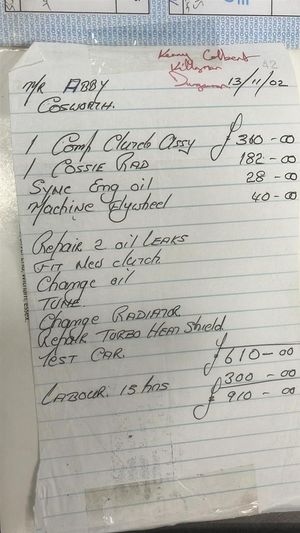 Kenny Colbert
Killyman
Dungannon
42
MR ABBY 13/11/02
COSWORTH.
1 Comp Clutch Assy £ 360-00
1 COSSIE RAD 182-00
SYNC Eng oil 28-00
Machine Flywheel 40-00
Repair 2 oil LEAKS
FIT New clutch
Change oil
TUNE.
Change RADIATOR
Repair TURBO HEAT Shield.
TEST CAR. £ 610-00
LABOUR. 15 hrs 300-00
£ 910-00